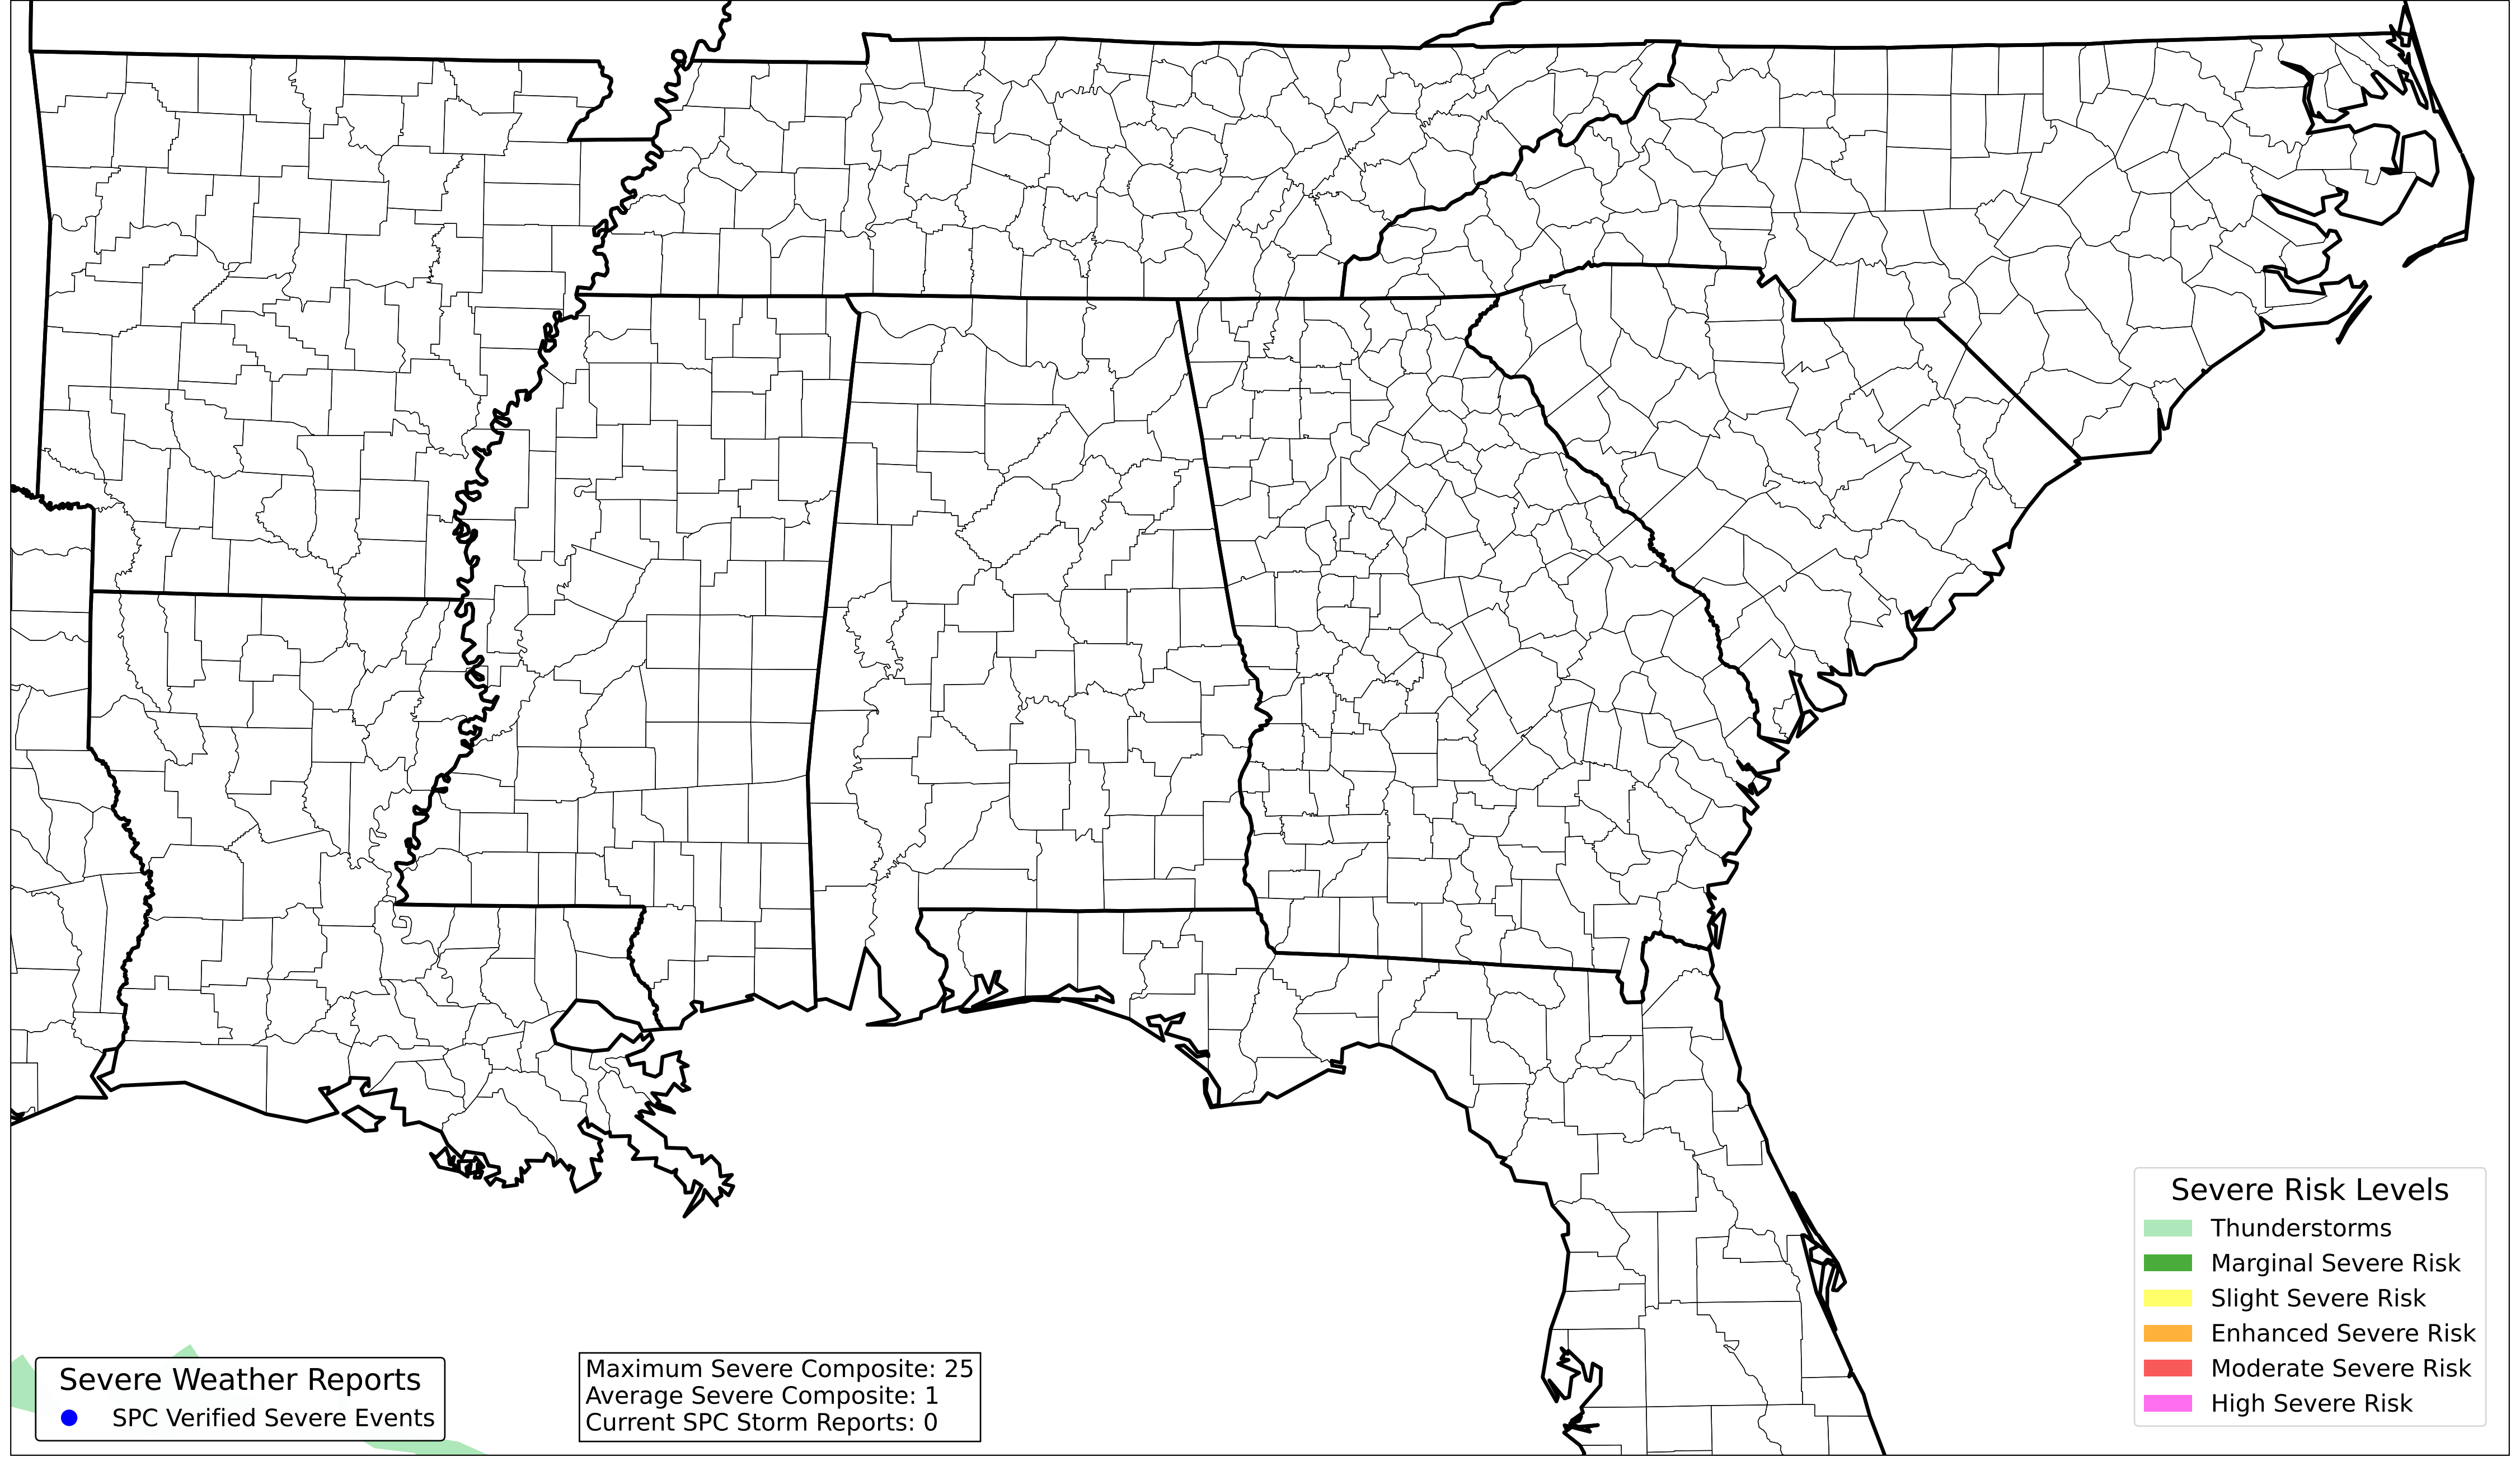 Severe Weather Reports
SPC Verified Severe Events
Maximum Severe Composite: 25
Average Severe Composite: 1
Current SPC Storm Reports: 0
Severe Risk Levels
Thunderstorms
Marginal Severe Risk
Slight Severe Risk
Enhanced Severe Risk
Moderate Severe Risk
High Severe Risk